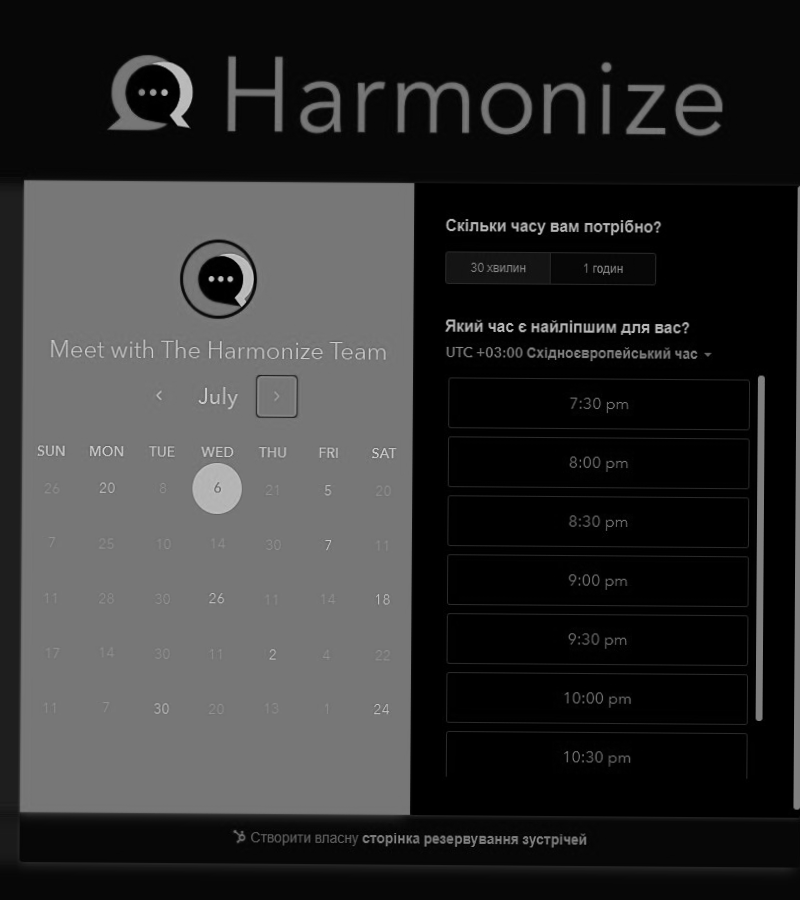 Harmonize
Meet with The Harmonize Team
July
SUN MON TUE WED THU FRI SAT
26 20 8 6 21 5 20
7 25 10 14 30 7 11
11 28 30 26 11 14 18
17 14 30 11 2 4 22
11 7 30 20 13 1 24
Скільки часу вам потрібно?
30 хвилин 1 годин
Який час є найліпшим для вас?
UTC +03:00 Східноєвропейський час
7:30 pm
8:00 pm
8:30 pm
9:00 pm
9:30 pm
10:00 pm
10:30 pm
Створити власну сторінка резервування зустрічей